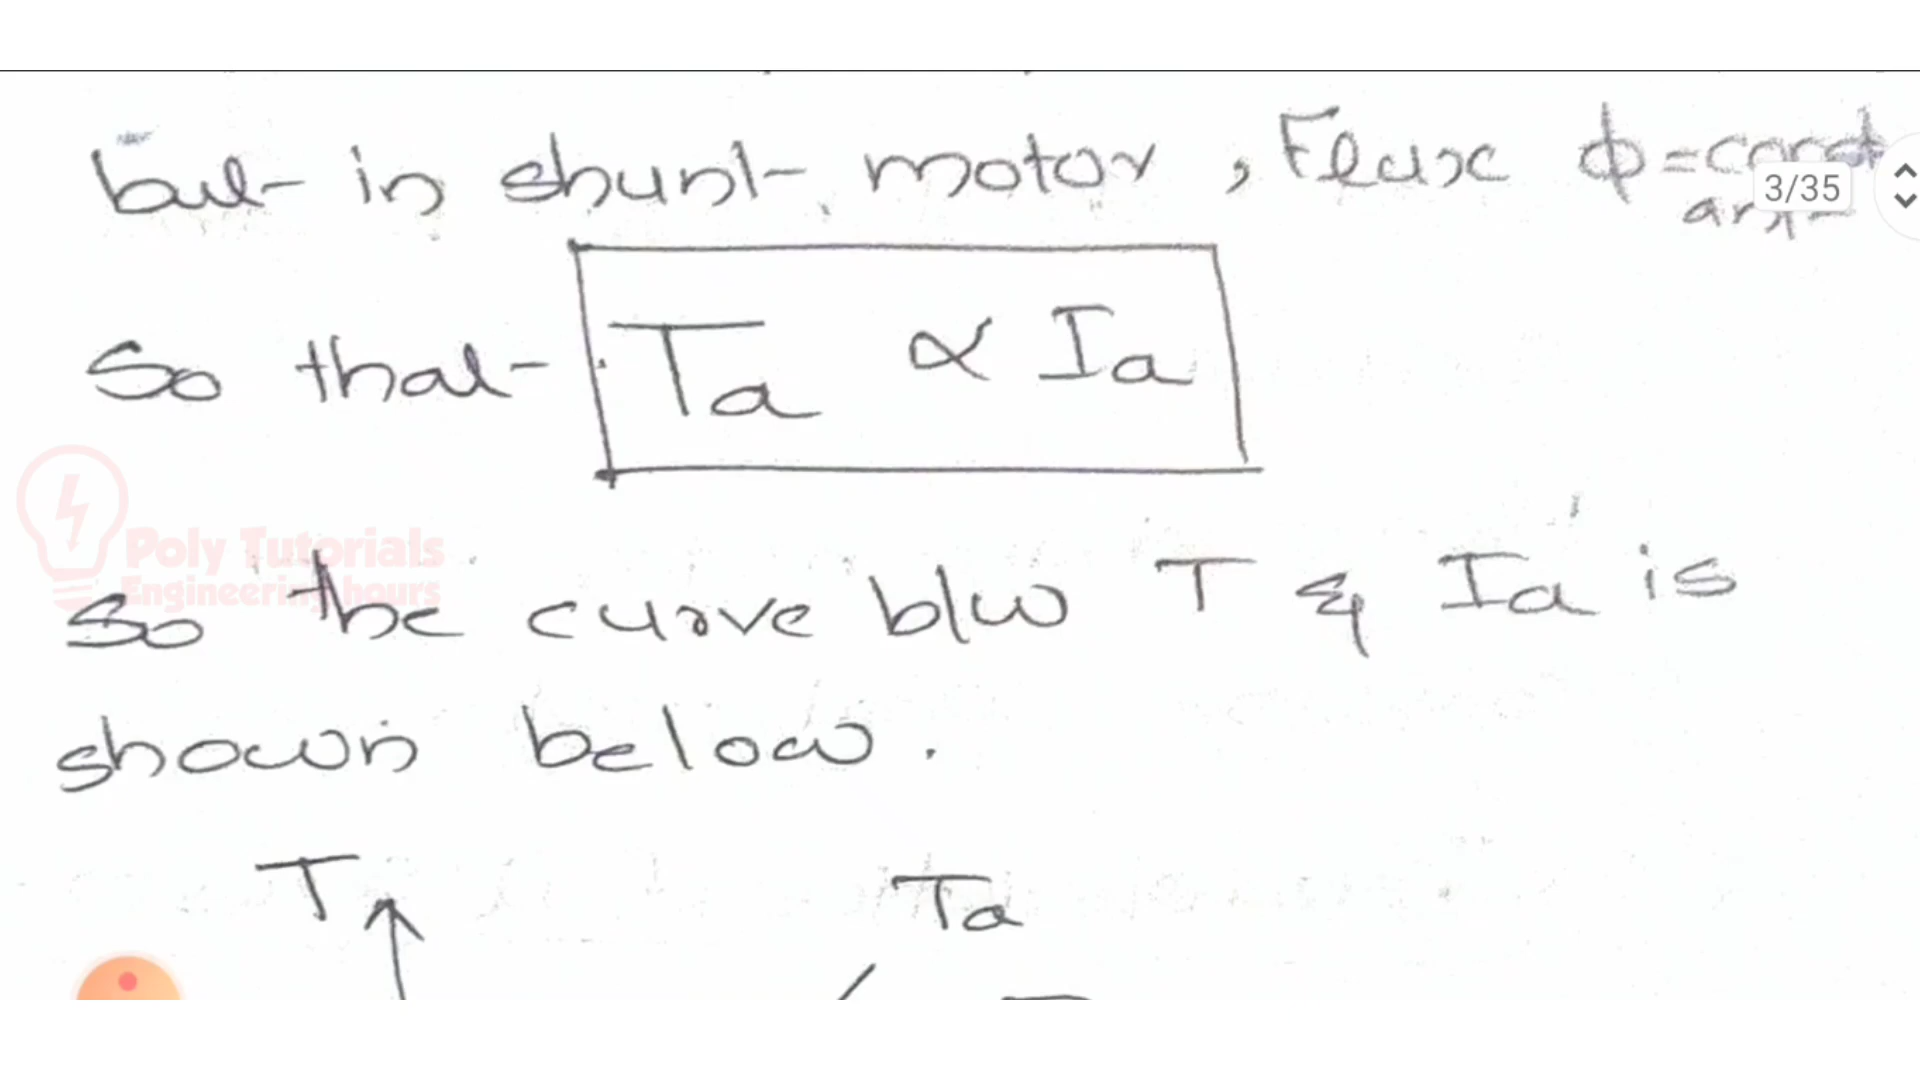 but in shunt motor, Flux ϕ = const
ant
3/35
So that Ta ∝ Ia
Poly Tutorials
Engineering hours
So the curve b/w T & Ia is
shown below.
T
Ta